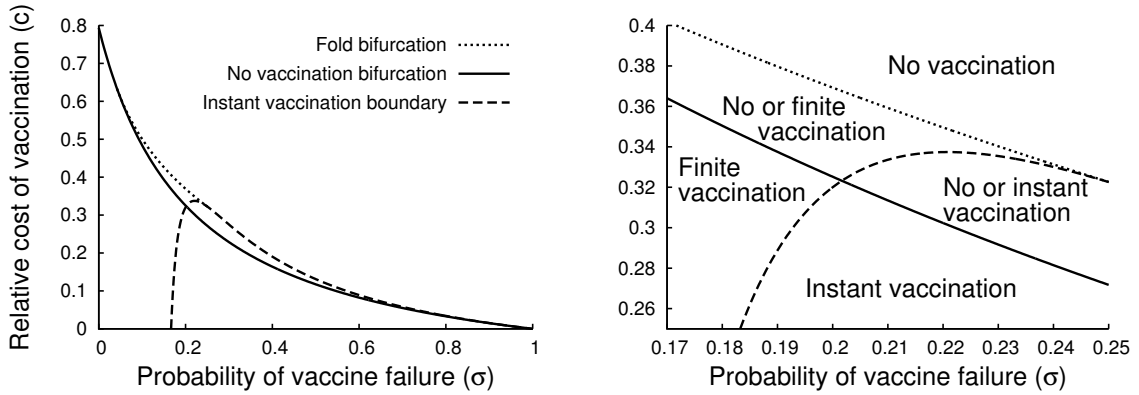 Relative cost of vaccination (c)
0.8
0.7
0.6
0.5
0.4
0.3
0.2
0.1
0
Fold bifurcation
No vaccination bifurcation
Instant vaccination boundary
0 0.2 0.4 0.6 0.8 1
Probability of vaccine failure (σ)
0.4
0.38
0.36
0.34
0.32
0.3
0.28
0.26
No vaccination
No or finite
vaccination
Finite
vaccination
No or instant
vaccination
Instant vaccination
0.17 0.18 0.19 0.2 0.21 0.22 0.23 0.24 0.25
Probability of vaccine failure (σ)